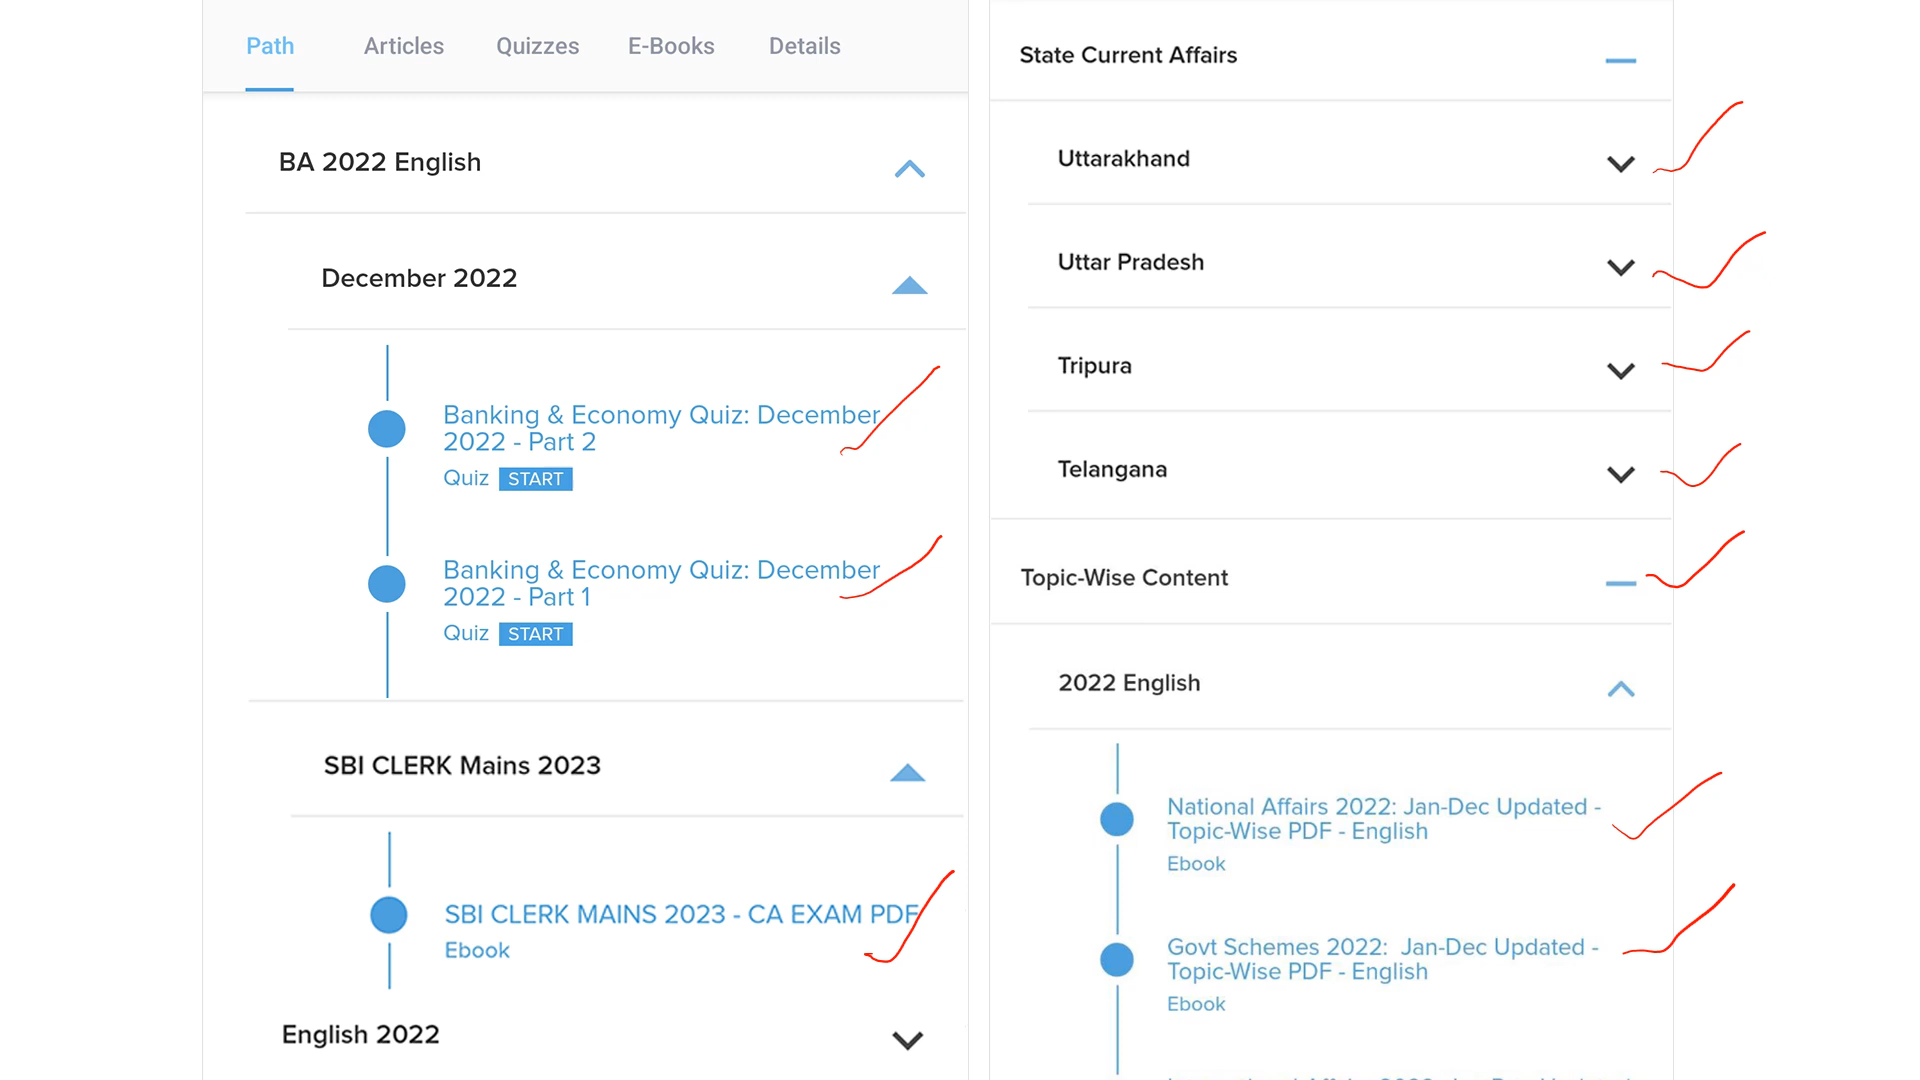 Path Articles Quizzes E-Books Details
BA 2022 English
December 2022
Banking & Economy Quiz: December
2022 - Part 2
Quiz START
Banking & Economy Quiz: December
2022 - Part 1
Quiz START
SBI CLERK Mains 2023
SBI CLERK MAINS 2023 - CA EXAM PDF
Ebook
English 2022
State Current Affairs
Uttarakhand
Uttar Pradesh
Tripura
Telangana
Topic-Wise Content
2022 English
National Affairs 2022: Jan-Dec Updated -
Topic-Wise PDF - English
Ebook
Govt Schemes 2022: Jan-Dec Updated -
Topic-Wise PDF - English
Ebook